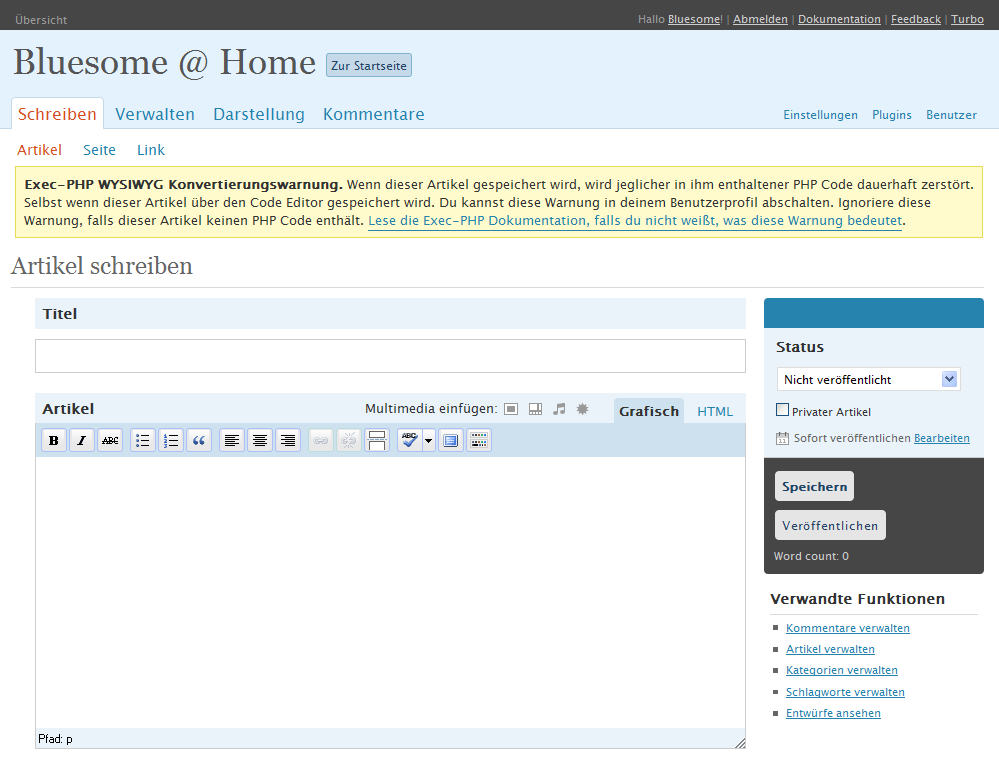 Übersicht
Hallo Bluesome! | Abmelden | Dokumentation | Feedback | Turbo
Bluesome @ Home Zur Startseite
Schreiben Verwalten Darstellung Kommentare
Einstellungen Plugins Benutzer
Artikel Seite Link
Exec-PHP WYSIWYG Konvertierungswarnung. Wenn dieser Artikel gespeichert wird, wird jeglicher in ihm enthaltener PHP Code dauerhaft zerstört.
Selbst wenn dieser Artikel über den Code Editor gespeichert wird. Du kannst diese Warnung in deinem Benutzerprofil abschalten. Ignoriere diese
Warnung, falls dieser Artikel keinen PHP Code enthält. Lese die Exec-PHP Dokumentation, falls du nicht weißt, was diese Warnung bedeutet.
Artikel schreiben
Titel
Artikel
Multimedia einfügen:
Grafisch HTML
B I ABC
ABC
Pfad: p
Status
Nicht veröffentlicht
Privater Artikel
11 Sofort veröffentlichen Bearbeiten
Speichern
Veröffentlichen
Word count: 0
Verwandte Funktionen
Kommentare verwalten
Artikel verwalten
Kategorien verwalten
Schlagworte verwalten
Entwürfe ansehen